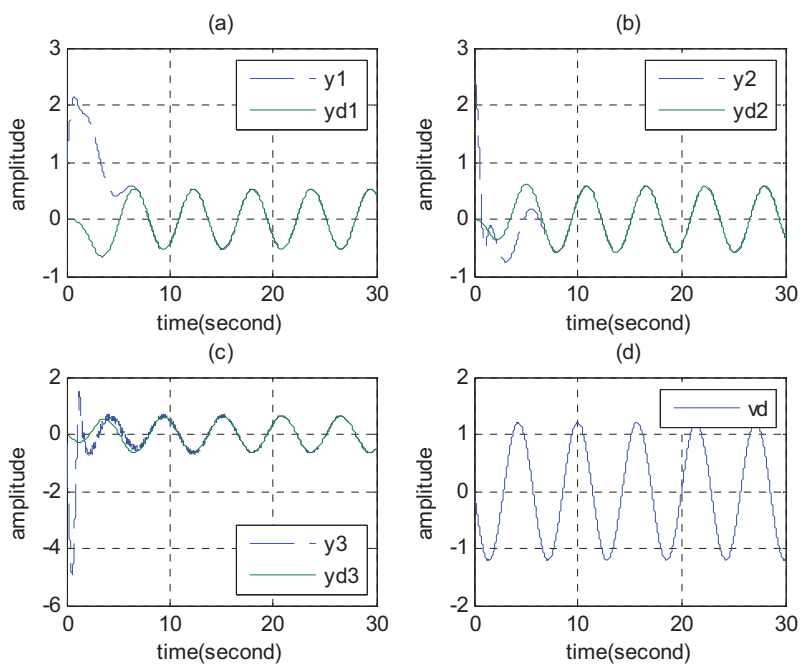 (a)
3
2
1
0
-1
amplitude
y1
yd1
0
10
20
30
time(second)
(b)
3
2
1
0
-1
amplitude
y2
yd2
0
10
20
30
time(second)
(c)
2
0
-2
-4
-6
amplitude
y3
yd3
0
10
20
30
time(second)
(d)
2
1
0
-1
-2
amplitude
vd
0
10
20
30
time(second)